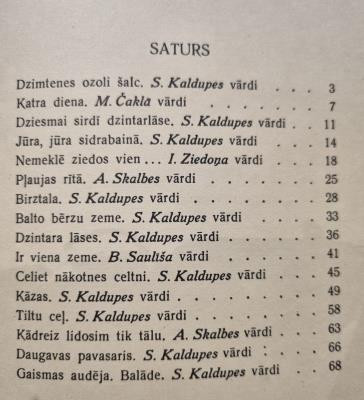 SATURS
Dzimtenes ozoli šalc. S. Kaldupes vārdi . . . 3
Katra diena. M. Čaklā vārdi . . . . . . 7
Dziesmai sirdī dzintarlāse. S. Kaldupes vārdi . . 11
Jūra, jūra sidrabainā. S. Kaldupes vārdi . . . 14
Nemeklē ziedos vien ... I. Ziedoņa vārdi . . . 18
Pļaujas rītā. A. Skalbes vārdi . . . . . . 25
Birztala. S. Kaldupes vārdi . . . . . . 28
Balto bērzu zeme. S. Kaldupes vārdi . . . . 33
Dzintara lāses. S. Kaldupes vārdi . . . . . 36
Ir viena zeme. B. Saulīša vārdi . . . . . 41
Celiet nākotnes celtni. S. Kaldupes vārdi . . . 45
Kāzas. S. Kaldupes vārdi . . . . . . . 49
Tiltu ceļ. S. Kaldupes vārdi . . . . . . 58
Kādreiz lidosim tik tālu. A. Skalbes vārdi . . . 63
Daugavas pavasaris. S. Kaldupes vārdi . . . . 66
Gaismas audēja. Balāde. S. Kaldupes vārdi . . . 68